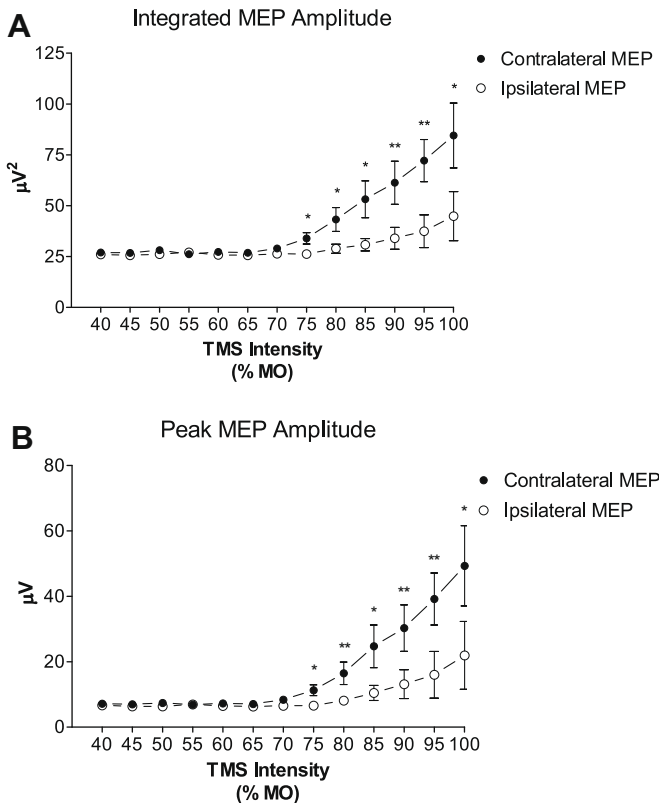 A
Integrated MEP Amplitude
125
100
75
50
25
0
μV²
Contralateral MEP
Ipsilateral MEP
* * * ** ** *
40 45 50 55 60 65 70 75 80 85 90 95 100
TMS Intensity
(% MO)
B
Peak MEP Amplitude
80
60
40
20
0
μV
Contralateral MEP
Ipsilateral MEP
* ** * ** ** *
40 45 50 55 60 65 70 75 80 85 90 95 100
TMS Intensity
(% MO)